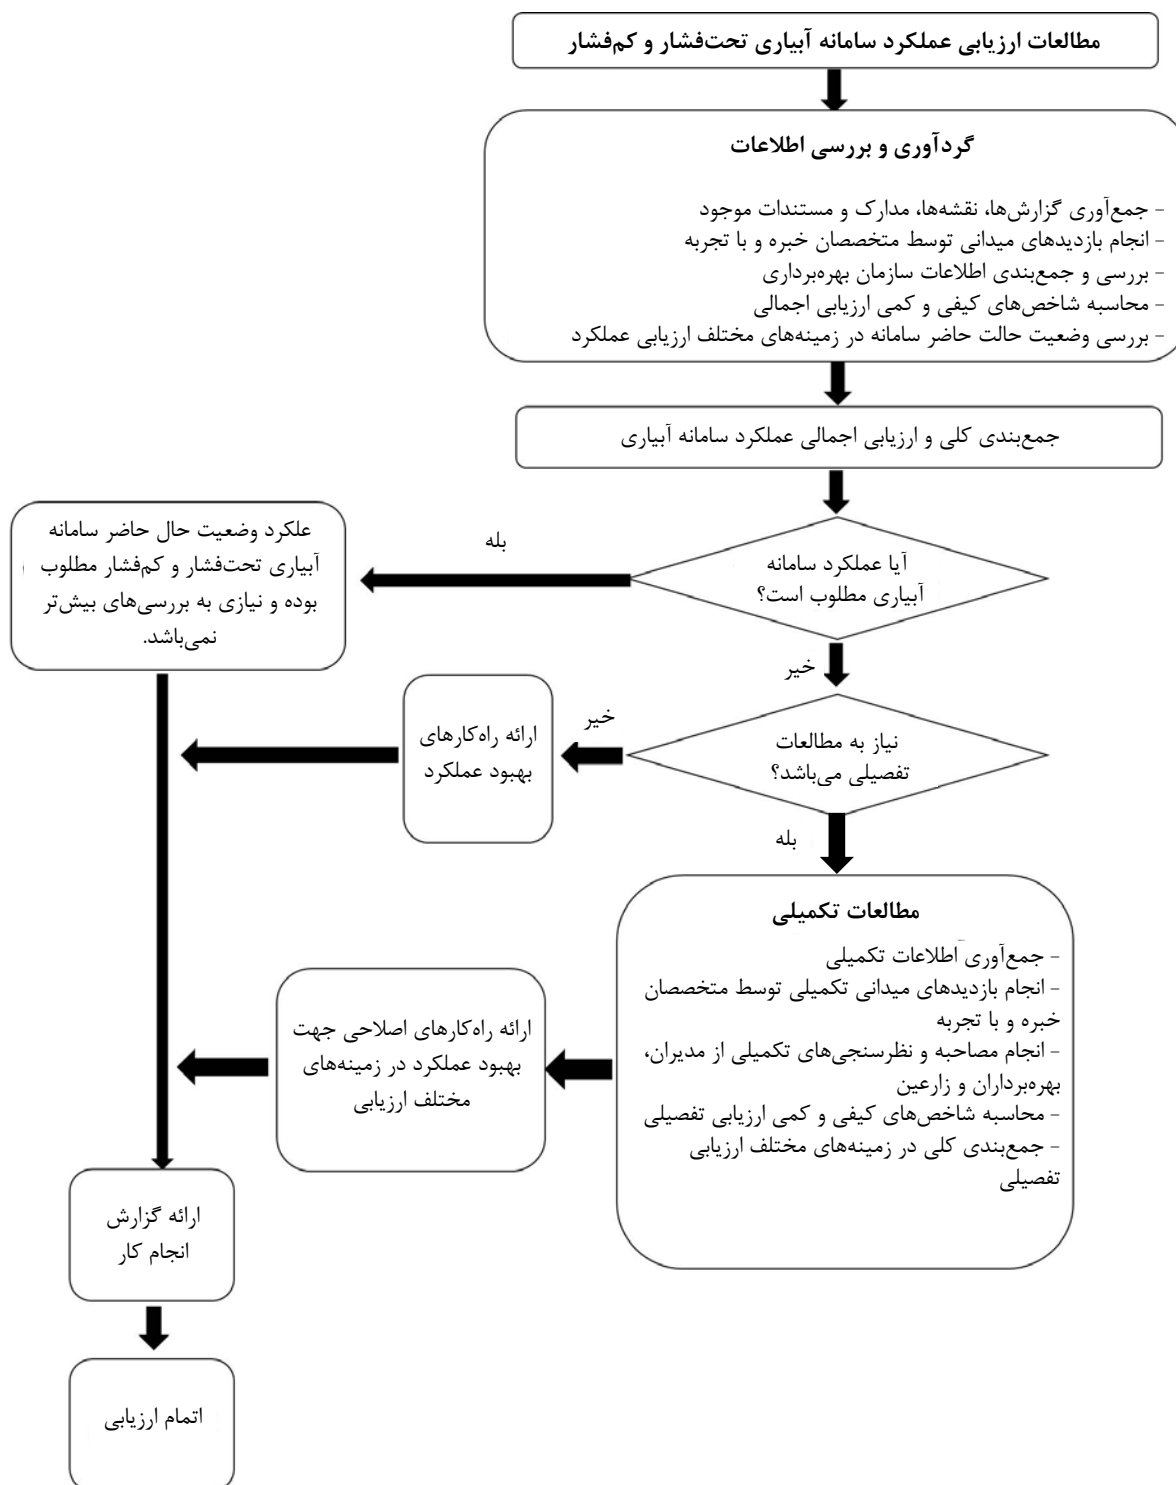 مطالعات ارزیابی عملکرد سامانه آبیاری تحت‌فشار و کم‌فشار
گردآوری و بررسی اطلاعات
- جمع‌آوری گزارش‌ها، نقشه‌ها، مدارک و مستندات موجود
- انجام بازدیدهای میدانی توسط متخصصان خبره و با تجربه
- بررسی و جمع‌بندی اطلاعات سازمان بهره‌برداری
- محاسبه شاخص‌های کیفی و کمی ارزیابی اجمالی
- بررسی وضعیت حالت حاضر سامانه در زمینه‌های مختلف ارزیابی عملکرد
جمع‌بندی کلی و ارزیابی اجمالی عملکرد سامانه آبیاری
آیا عملکرد سامانه
آبیاری مطلوب است؟
بله
علکرد وضعیت حال حاضر سامانه
آبیاری تحت‌فشار و کم‌فشار مطلوب
بوده و نیازی به بررسی‌های بیش‌تر
نمی‌باشد.
خیر
نیاز به مطالعات
تفصیلی می‌باشد؟
خیر
ارائه راه‌کارهای
بهبود عملکرد
بله
مطالعات تکمیلی
- جمع‌آوری اطلاعات تکمیلی
- انجام بازدیدهای میدانی تکمیلی توسط متخصصان
خبره و با تجربه
- انجام مصاحبه و نظرسنجی‌های تکمیلی از مدیران،
بهره‌برداران و زارعین
- محاسبه شاخص‌های کیفی و کمی ارزیابی تفصیلی
- جمع‌بندی کلی در زمینه‌های مختلف ارزیابی
تفصیلی
ارائه راه‌کارهای اصلاحی جهت
بهبود عملکرد در زمینه‌های
مختلف ارزیابی
ارائه گزارش
انجام کار
اتمام ارزیابی